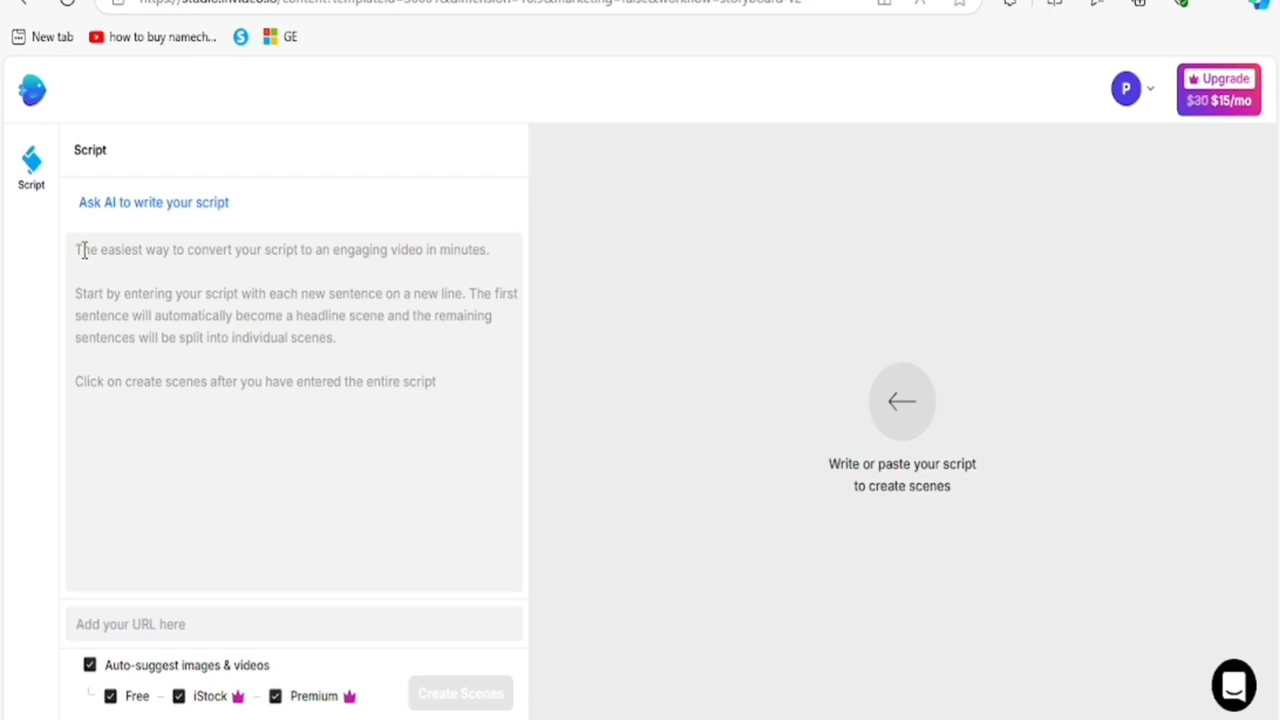 New tab
how to buy namech...
GE
P
Upgrade
$30 $15/mo
Script
Script
Ask AI to write your script
The easiest way to convert your script to an engaging video in minutes.
Start by entering your script with each new sentence on a new line. The first
sentence will automatically become a headline scene and the remaining
sentences will be split into individual scenes.
Click on create scenes after you have entered the entire script
Write or paste your script
to create scenes
Add your URL here
Auto-suggest images & videos
Free
iStock
Premium
Create Scenes